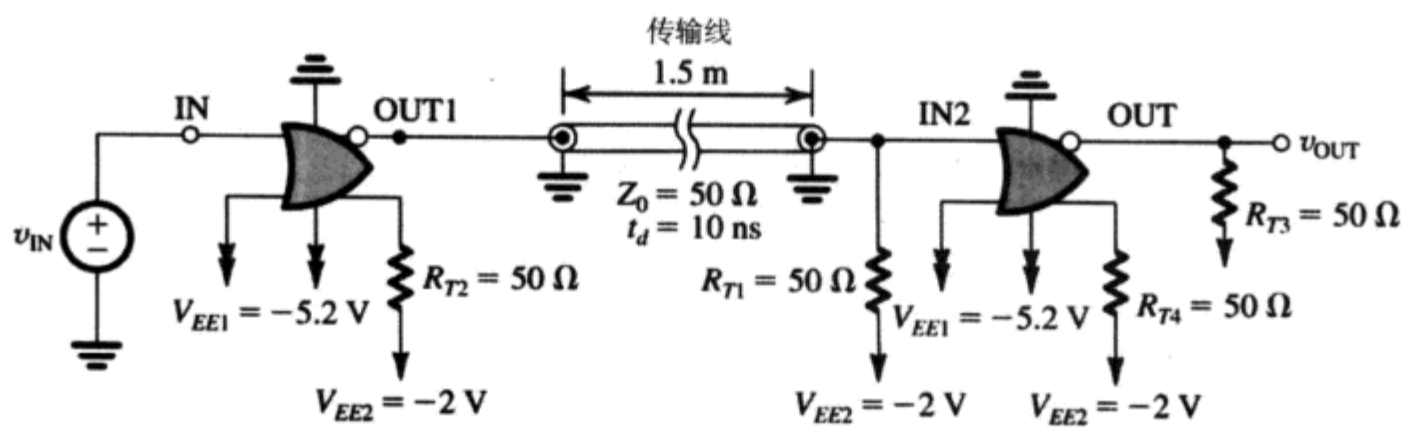 传输线
1.5 m
IN
OUT1
IN2
OUT
v_OUT
Z_0 = 50 Ω
t_d = 10 ns
R_T3 = 50 Ω
v_IN
+
−
R_T2 = 50 Ω
R_T1 = 50 Ω
R_T4 = 50 Ω
V_EE1 = −5.2 V
V_EE1 = −5.2 V
V_EE2 = −2 V
V_EE2 = −2 V
V_EE2 = −2 V